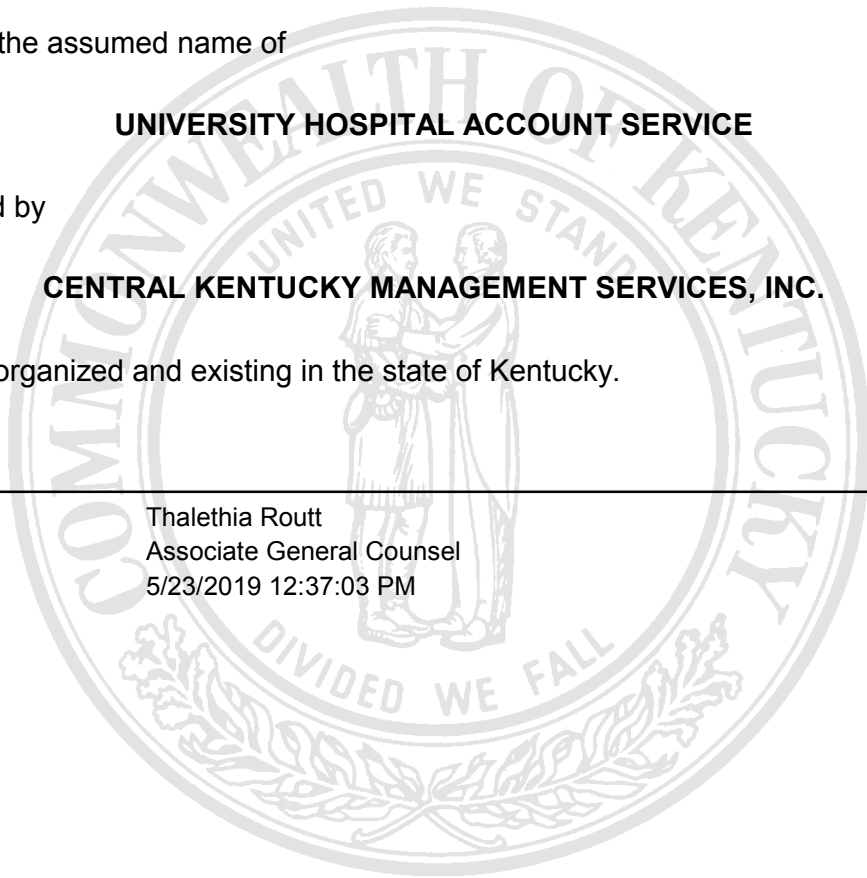 the assumed name of
UNIVERSITY HOSPITAL ACCOUNT SERVICE
d by
CENTRAL KENTUCKY MANAGEMENT SERVICES, INC.
organized and existing in the state of Kentucky.
Thalethia Routt
Associate General Counsel
5/23/2019 12:37:03 PM
COMMONWEALTH OF KENTUCKY
UNITED WE STAND
DIVIDED WE FALL